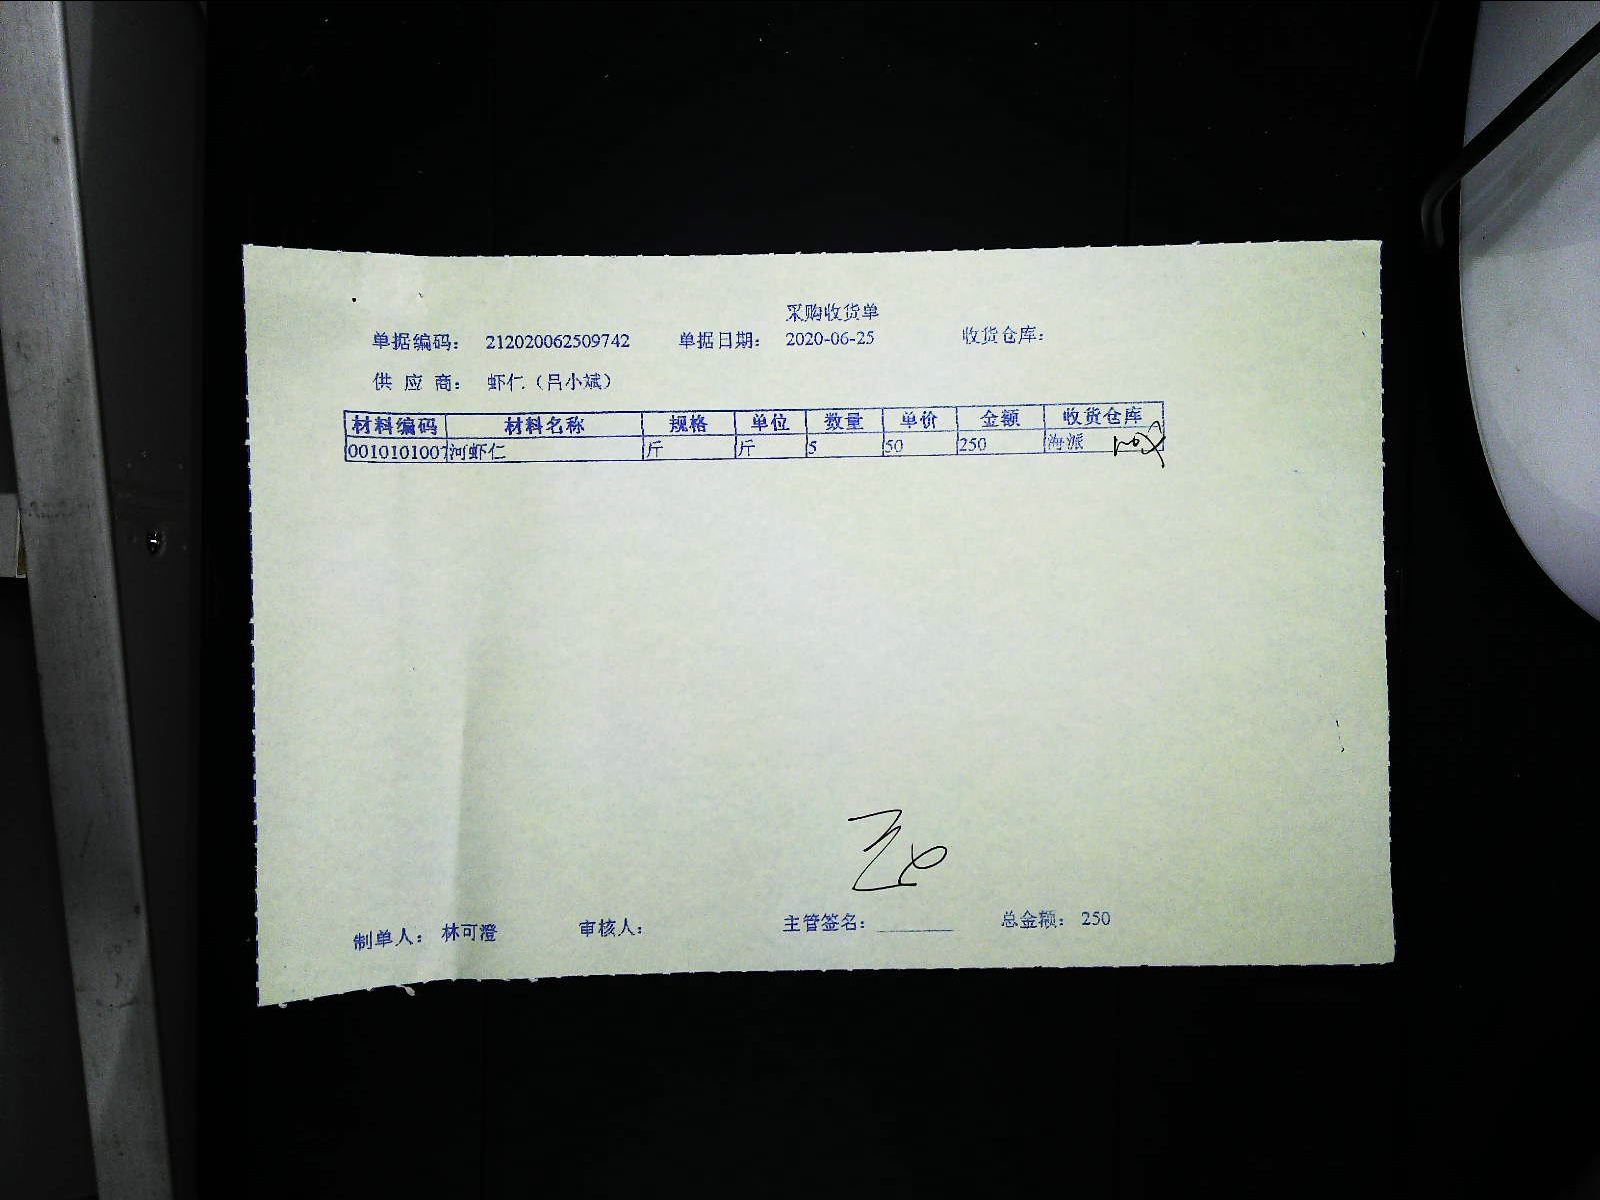 采购收货单
单据编码： 212020062509742 单据日期： 2020-06-25 收货仓库：
供 应 商： 虾仁（吕小斌）
材料编码 材料名称 规格 单位 数量 单价 金额 收货仓库
0010101007 河虾仁 斤 斤 5 50 250 海派
制单人： 林可澄 审核人： 主管签名： ________ 总金额： 250